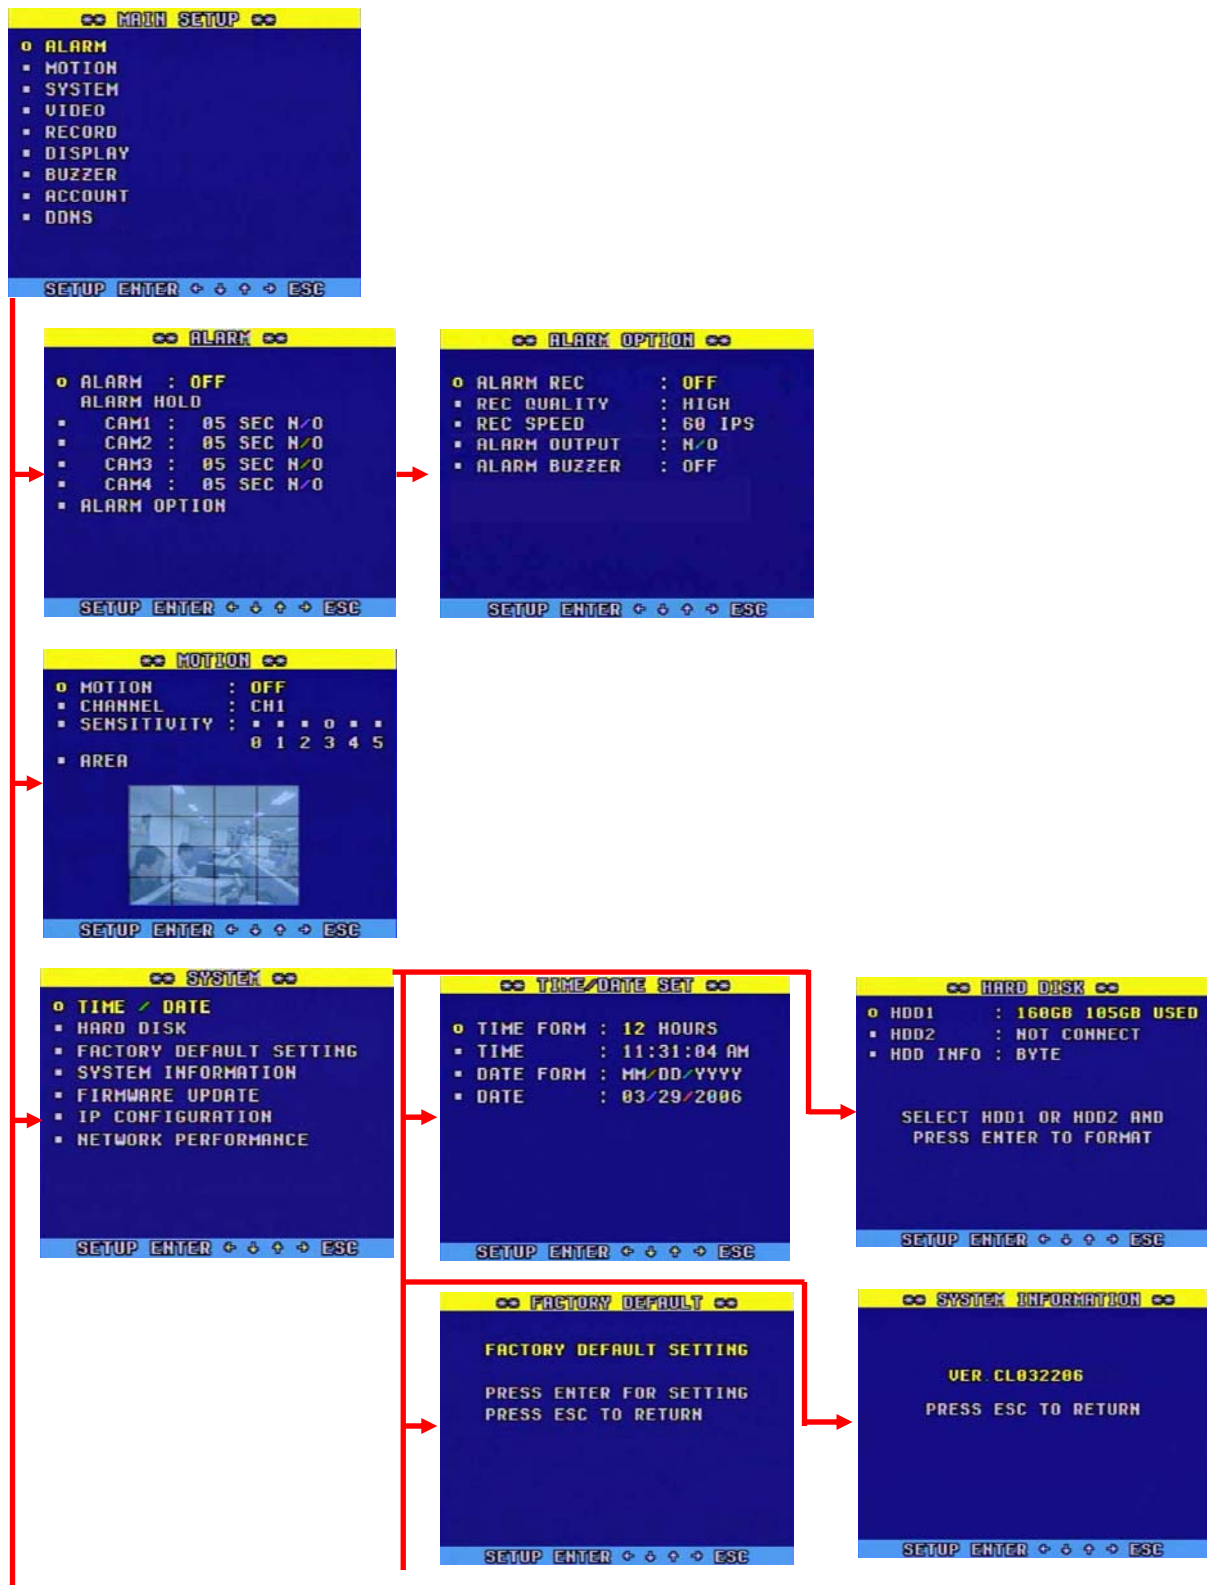 MAIN SETUP
ALARM
MOTION
SYSTEM
VIDEO
RECORD
DISPLAY
BUZZER
ACCOUNT
DDNS
SETUP ENTER ESC
ALARM
ALARM : OFF
ALARM HOLD
CAM1 : 05 SEC N/O
CAM2 : 05 SEC N/O
CAM3 : 05 SEC N/O
CAM4 : 05 SEC N/O
ALARM OPTION
SETUP ENTER ESC
ALARM OPTION
ALARM REC : OFF
REC QUALITY : HIGH
REC SPEED : 60 IPS
ALARM OUTPUT : N/O
ALARM BUZZER : OFF
SETUP ENTER ESC
MOTION
MOTION : OFF
CHANNEL : CH1
SENSITIVITY :
0 1 2 3 4 5
AREA
SETUP ENTER ESC
SYSTEM
TIME / DATE
HARD DISK
FACTORY DEFAULT SETTING
SYSTEM INFORMATION
FIRMWARE UPDATE
IP CONFIGURATION
NETWORK PERFORMANCE
SETUP ENTER ESC
TIME/DATE SET
TIME FORM : 12 HOURS
TIME : 11:31:04 AM
DATE FORM : MM/DD/YYYY
DATE : 03/29/2006
SETUP ENTER ESC
HARD DISK
HDD1 : 160GB 105GB USED
HDD2 : NOT CONNECT
HDD INFO : BYTE
SELECT HDD1 OR HDD2 AND
PRESS ENTER TO FORMAT
SETUP ENTER ESC
FACTORY DEFAULT
FACTORY DEFAULT SETTING
PRESS ENTER FOR SETTING
PRESS ESC TO RETURN
SETUP ENTER ESC
SYSTEM INFORMATION
VER.CL032206
PRESS ESC TO RETURN
SETUP ENTER ESC